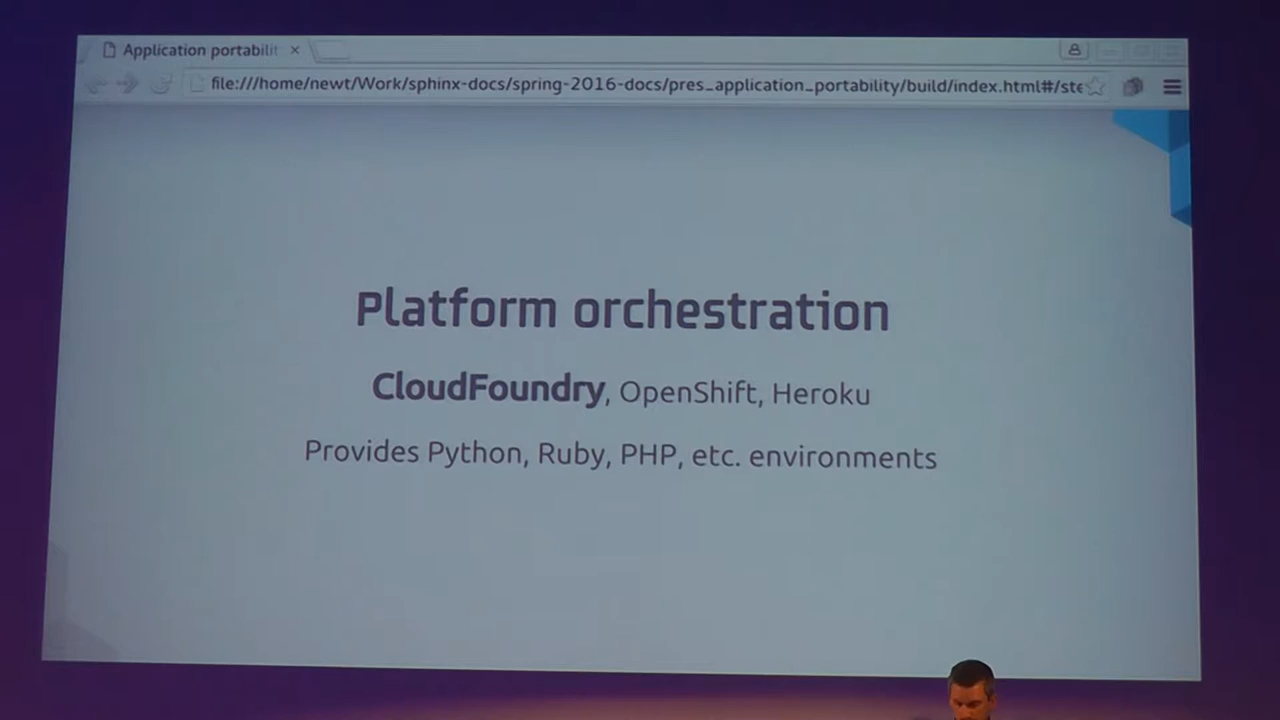 Application portabilit
file:///home/newt/Work/sphinx-docs/spring-2016-docs/pres_application_portability/build/index.html#/ste
Platform orchestration
CloudFoundry, OpenShift, Heroku
Provides Python, Ruby, PHP, etc. environments